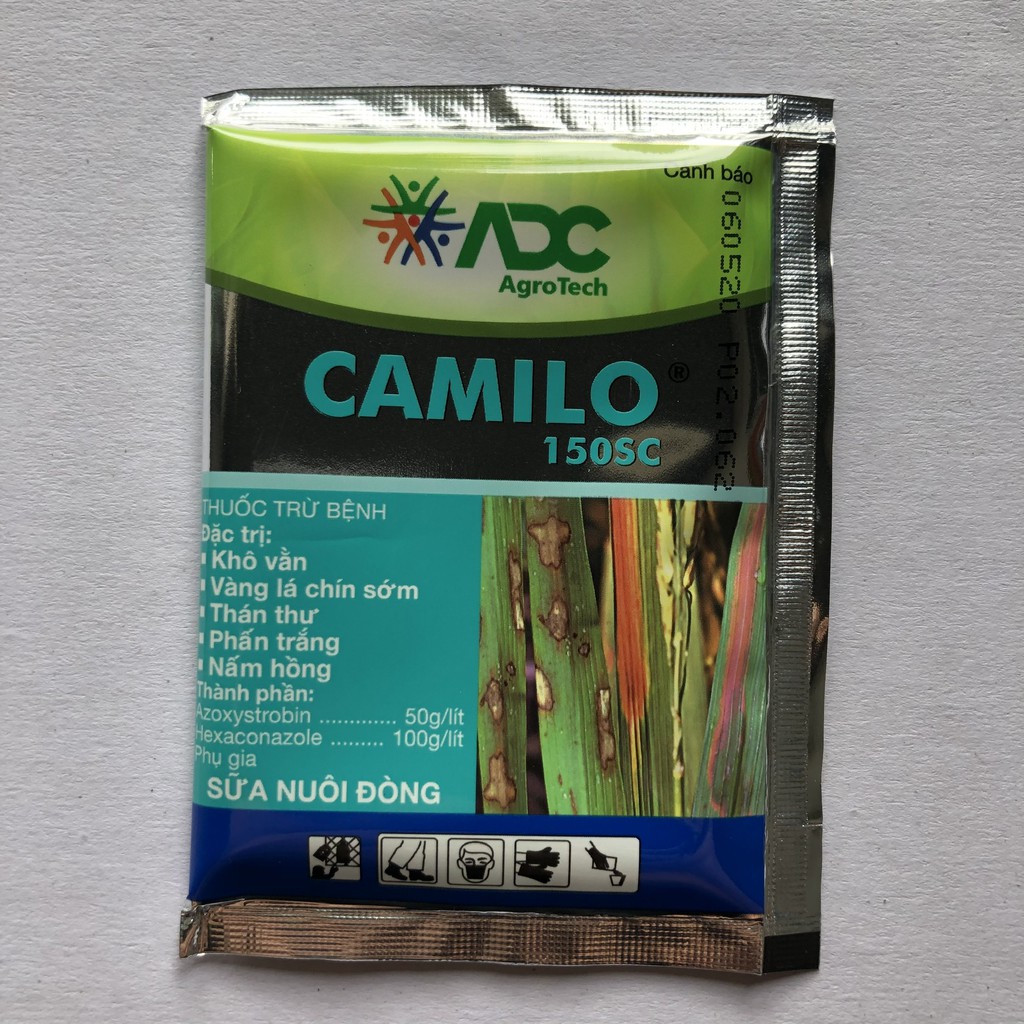 Cảnh báo
ADC
AgroTech
060520 P02.062
CAMILO®
150SC
THUỐC TRỪ BỆNH
Đặc trị:
▪ Khô vằn
▪ Vàng lá chín sớm
▪ Thán thư
▪ Phấn trắng
▪ Nấm hồng
Thành phần:
Azoxystrobin ............. 50g/lít
Hexaconazole ......... 100g/lít
Phụ gia
SỮA NUÔI ĐÒNG